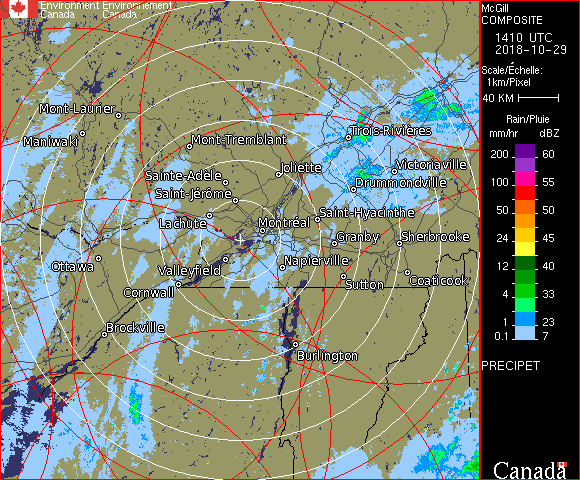 Environment Environnement
Canada Canada
McGill
COMPOSITE
1410 UTC
2018-10-29
Scale/Échelle:
1km/Pixel
40 KM
Rain/Pluie
mm/hr dBZ
200 60
100 55
50 50
24 45
12 40
4 33
1 23
0.1 7
PRECIPET
Canada
Mont-Laurier
Maniwaki
Mont-Tremblant
Trois-Rivières
Joliette
Victoriaville
Sainte-Adèle
Drummondville
Saint-Jérôme
Saint-Hyacinthe
Lachute
Montréal
Granby
Sherbrooke
Ottawa
Valleyfield
Napierville
Cornwall
Sutton
Coaticook
Brockville
Burlington